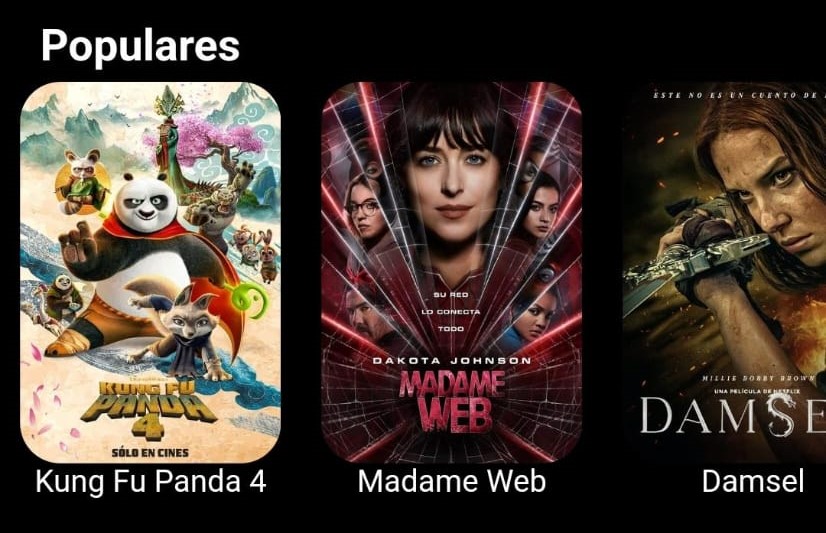 Populares
KUNG FU
PANDA
4
SÓLO EN CINES
Kung Fu Panda 4
SU RED
LO CONECTA
TODO
DAKOTA JOHNSON
MADAME
WEB
Madame Web
ESTE NO ES UN CUENTO DE
MILLIE BOBBY BROWN
UNA PELÍCULA DE NETFLIX
DAMSE
Damsel